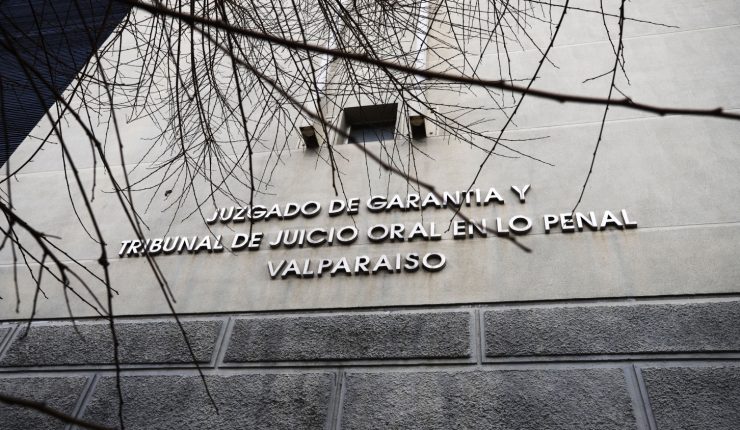 JUZGADO DE GARANTIA Y
TRIBUNAL DE JUICIO ORAL EN LO PENAL
VALPARAISO